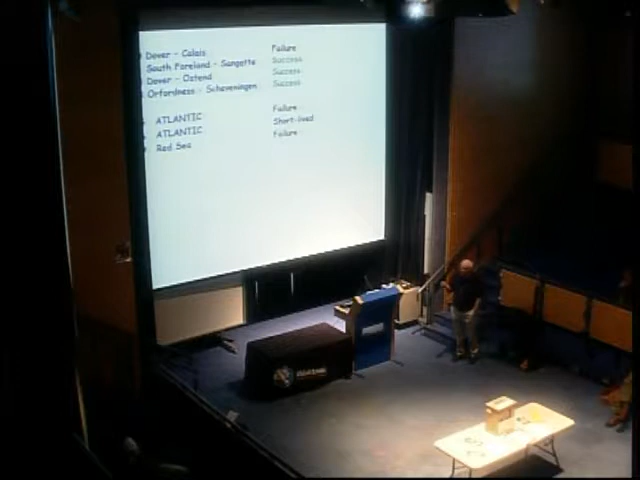 Dover - Calais Failure
South Foreland - Sangatte Success
Dover - Ostend Success
Orfordness - Scheveningen Success
ATLANTIC Failure
ATLANTIC Short-lived
Red Sea Failure